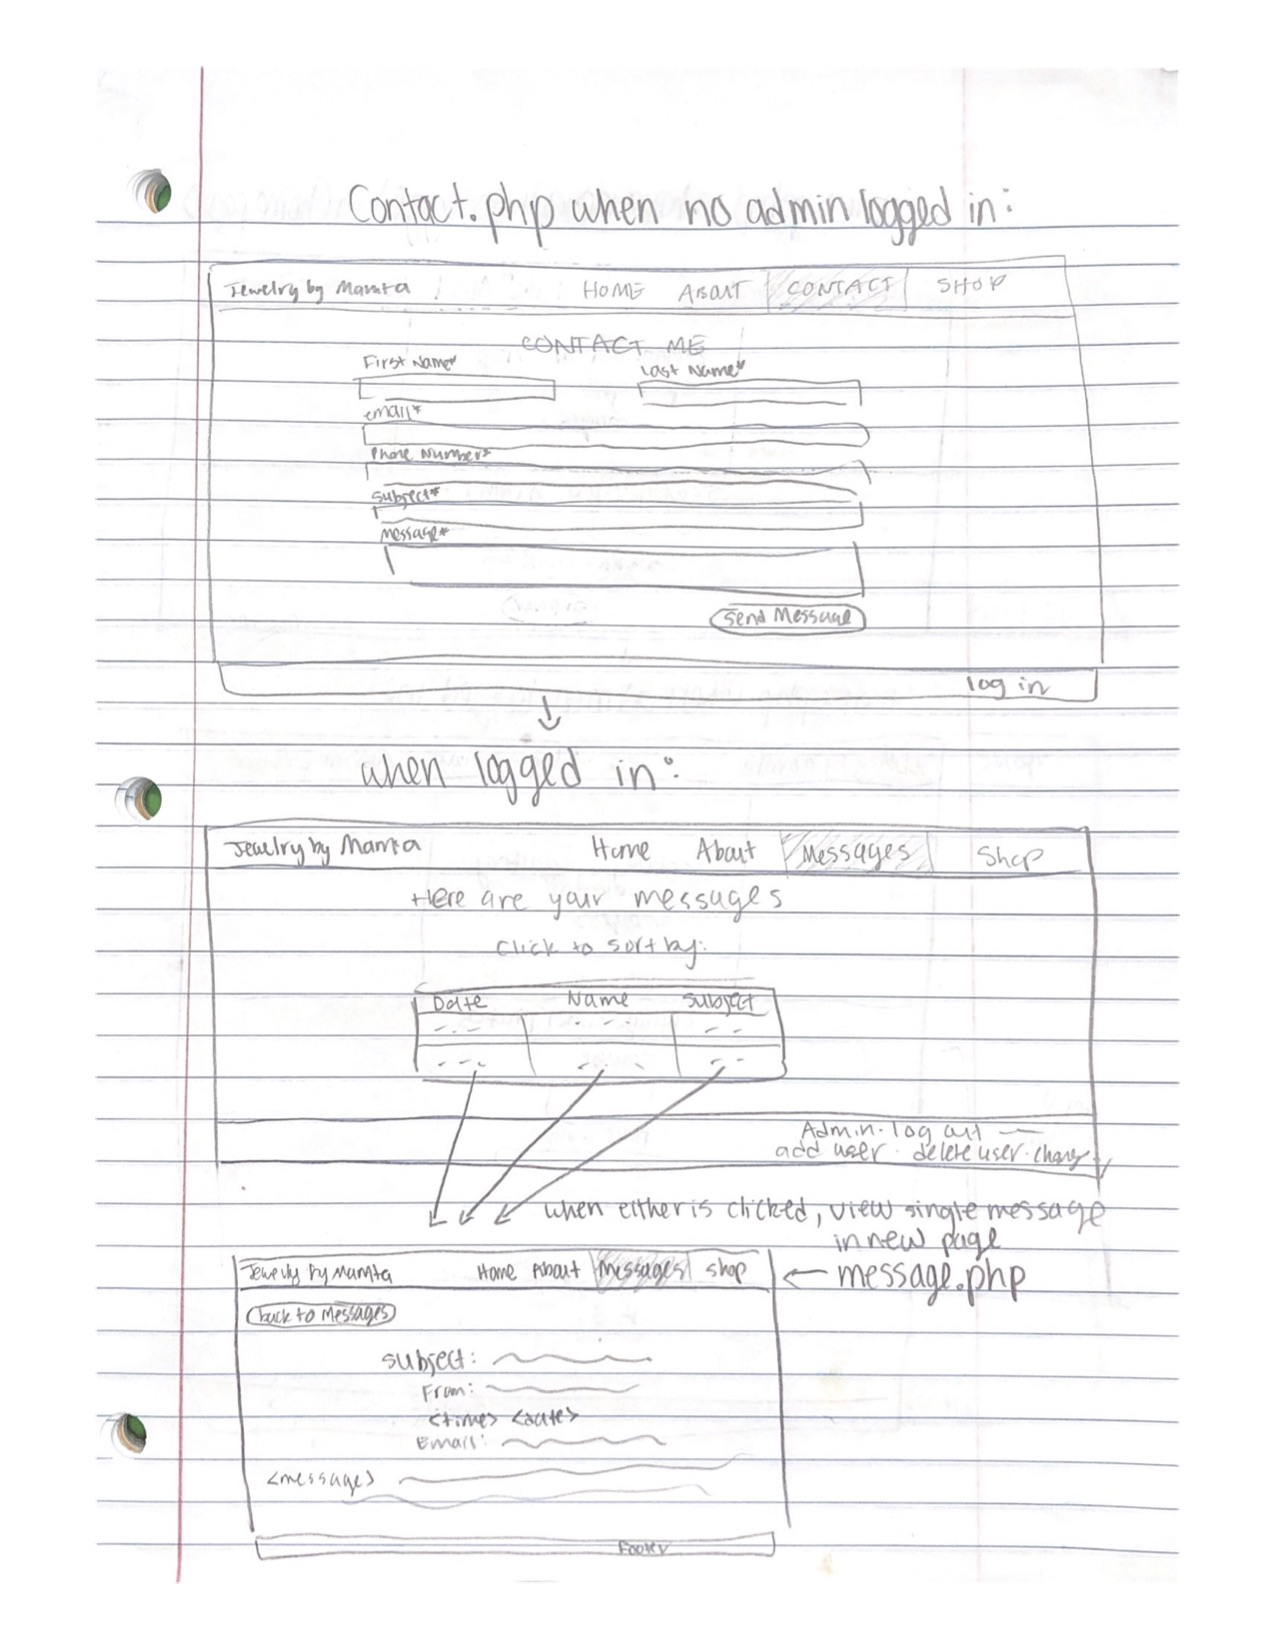 Contact.php when no admin logged in:
Jewelry by Mamta HOME ABOUT CONTACT SHOP
CONTACT ME
First Name* Last Name*
email*
Phone Number*
Subject*
Message*
Send Message
log in
when logged in:
Jewelry by Mamta Home About Messages Shop
Here are your messages
Click to sort by:
Date Name Subject
Admin. log out
add user. delete user. change
when either is clicked, view single message
in new page
Jewelry by Mamta Home About Messages Shop ← message.php
back to Messages
Subject:
From:
<time> <date>
Email:
<message>
Footer